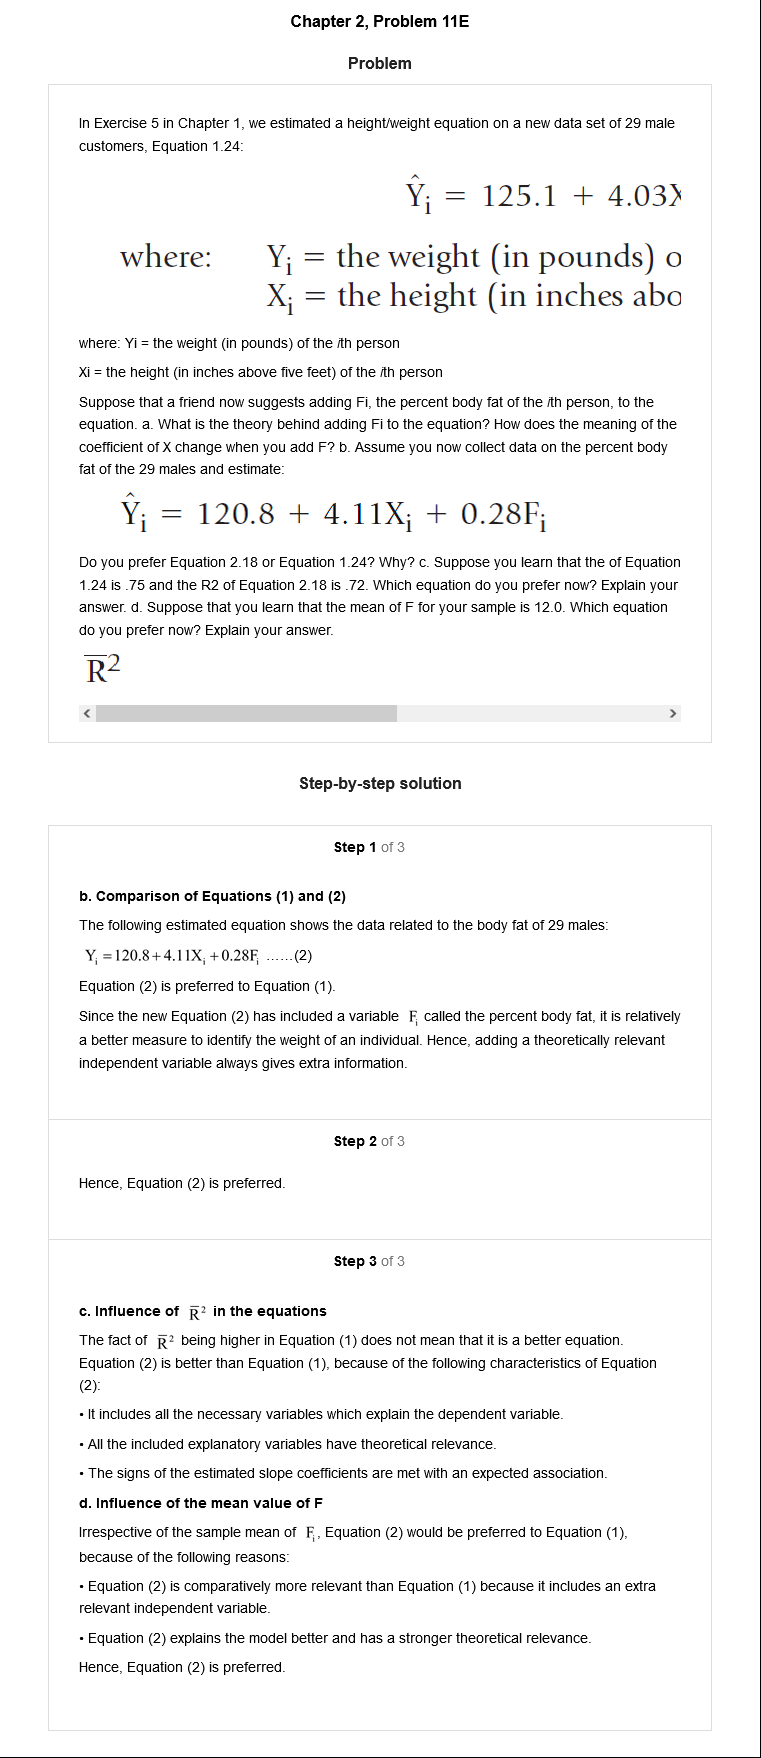 Chapter 2, Problem 11E
Problem
In Exercise 5 in Chapter 1, we estimated a height/weight equation on a new data set of 29 male
customers, Equation 1.24:
Ŷi = 125.1 + 4.03X
where: Yi = the weight (in pounds) o
Xi = the height (in inches abo
where: Yi = the weight (in pounds) of the ith person
Xi = the height (in inches above five feet) of the ith person
Suppose that a friend now suggests adding Fi, the percent body fat of the ith person, to the
equation. a. What is the theory behind adding Fi to the equation? How does the meaning of the
coefficient of X change when you add F? b. Assume you now collect data on the percent body
fat of the 29 males and estimate:
Ŷi = 120.8 + 4.11Xi + 0.28Fi
Do you prefer Equation 2.18 or Equation 1.24? Why? c. Suppose you learn that the of Equation
1.24 is .75 and the R2 of Equation 2.18 is .72. Which equation do you prefer now? Explain your
answer. d. Suppose that you learn that the mean of F for your sample is 12.0. Which equation
do you prefer now? Explain your answer.
R̅²
Step-by-step solution
Step 1 of 3
b. Comparison of Equations (1) and (2)
The following estimated equation shows the data related to the body fat of 29 males:
Yi =120.8+4.11Xi +0.28Fi ......(2)
Equation (2) is preferred to Equation (1).
Since the new Equation (2) has included a variable Fi called the percent body fat, it is relatively
a better measure to identify the weight of an individual. Hence, adding a theoretically relevant
independent variable always gives extra information.
Step 2 of 3
Hence, Equation (2) is preferred.
Step 3 of 3
c. Influence of R̅² in the equations
The fact of R̅² being higher in Equation (1) does not mean that it is a better equation.
Equation (2) is better than Equation (1), because of the following characteristics of Equation
(2):
• It includes all the necessary variables which explain the dependent variable.
• All the included explanatory variables have theoretical relevance.
• The signs of the estimated slope coefficients are met with an expected association.
d. Influence of the mean value of F
Irrespective of the sample mean of Fi, Equation (2) would be preferred to Equation (1),
because of the following reasons:
• Equation (2) is comparatively more relevant than Equation (1) because it includes an extra
relevant independent variable.
• Equation (2) explains the model better and has a stronger theoretical relevance.
Hence, Equation (2) is preferred.